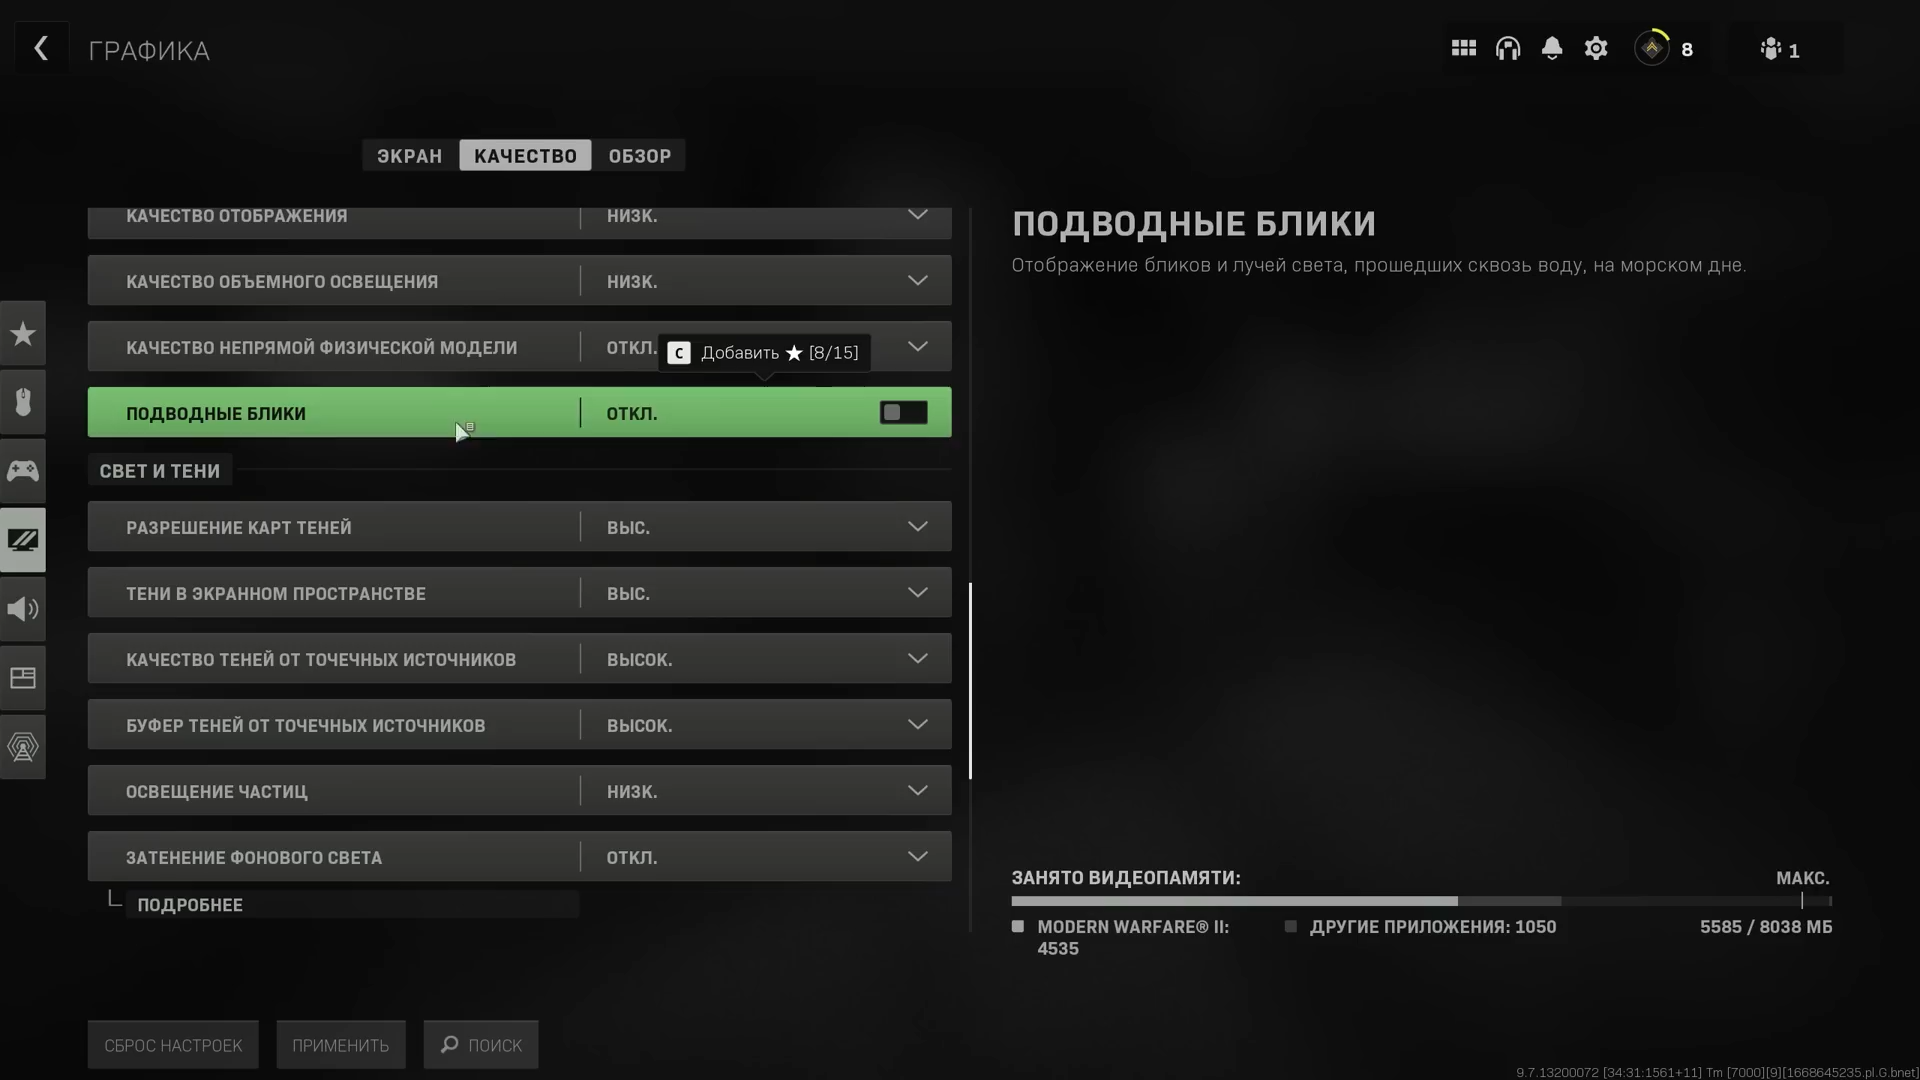 ГРАФИКА
8
1
ЭКРАН
КАЧЕСТВО
ОБЗОР
КАЧЕСТВО ОТОБРАЖЕНИЯ
НИЗК.
КАЧЕСТВО ОБЪЕМНОГО ОСВЕЩЕНИЯ
НИЗК.
КАЧЕСТВО НЕПРЯМОЙ ФИЗИЧЕСКОЙ МОДЕЛИ
ОТКЛ.
C Добавить ★ [8/15]
ПОДВОДНЫЕ БЛИКИ
ОТКЛ.
СВЕТ И ТЕНИ
РАЗРЕШЕНИЕ КАРТ ТЕНЕЙ
ВЫС.
ТЕНИ В ЭКРАННОМ ПРОСТРАНСТВЕ
ВЫС.
КАЧЕСТВО ТЕНЕЙ ОТ ТОЧЕЧНЫХ ИСТОЧНИКОВ
ВЫСОК.
БУФЕР ТЕНЕЙ ОТ ТОЧЕЧНЫХ ИСТОЧНИКОВ
ВЫСОК.
ОСВЕЩЕНИЕ ЧАСТИЦ
НИЗК.
ЗАТЕНЕНИЕ ФОНОВОГО СВЕТА
ОТКЛ.
ПОДРОБНЕЕ
ПОДВОДНЫЕ БЛИКИ
Отображение бликов и лучей света, прошедших сквозь воду, на морском дне.
ЗАНЯТО ВИДЕОПАМЯТИ:
МАКС.
MODERN WARFARE® II:
4535
ДРУГИЕ ПРИЛОЖЕНИЯ: 1050
5585 / 8038 МБ
СБРОС НАСТРОЕК
ПРИМЕНИТЬ
ПОИСК
9.7.13200072 [34:31:1561+11] Tm [7000][9][1668645235.pl.G.bnet]